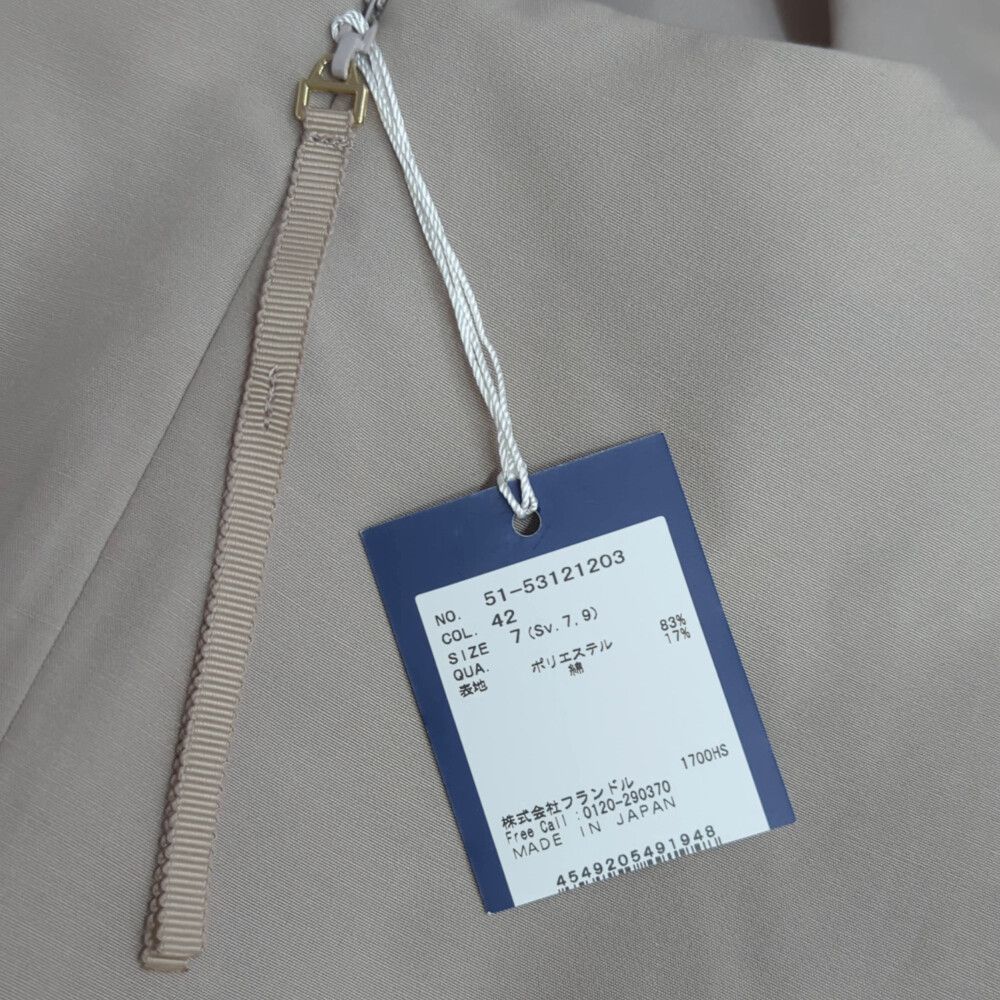 NO. 51-53121203
COL. 42
SIZE 7(Sv.7.9)
QUA. ポリエステル 83%
表地 綿 17%
1700HS
株式会社フランドル
Free Call :0120-290370
MADE IN JAPAN
4549205491948